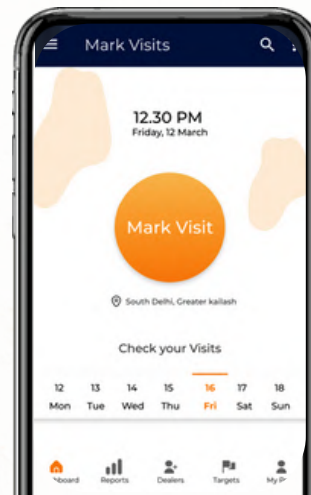 Mark Visits
12.30 PM
Friday, 12 March
Mark Visit
South Delhi, Greater kailash
Check your Visits
12 13 14 15 16 17 18
Mon Tue Wed Thu Fri Sat Sun
Reports Dealers Targets